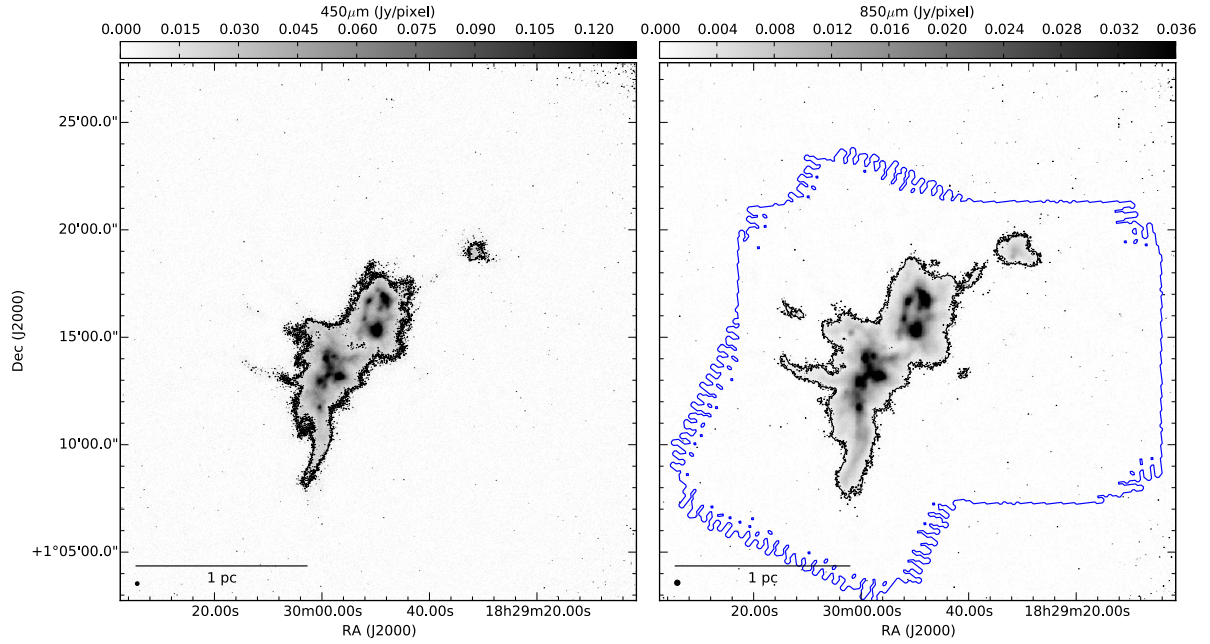 450μm (Jy/pixel)
0.000 0.015 0.030 0.045 0.060 0.075 0.090 0.105 0.120
850μm (Jy/pixel)
0.000 0.004 0.008 0.012 0.016 0.020 0.024 0.028 0.032 0.036
Dec (J2000)
25'00.0"
20'00.0"
15'00.0"
10'00.0"
+1°05'00.0"
1 pc
1 pc
20.00s 30m00.00s 40.00s 18h29m20.00s
RA (J2000)
20.00s 30m00.00s 40.00s 18h29m20.00s
RA (J2000)